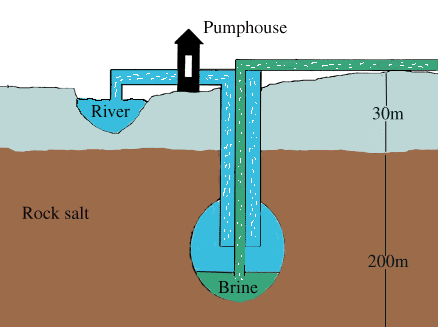 Pumphouse
River
30m
Rock salt
200m
Brine